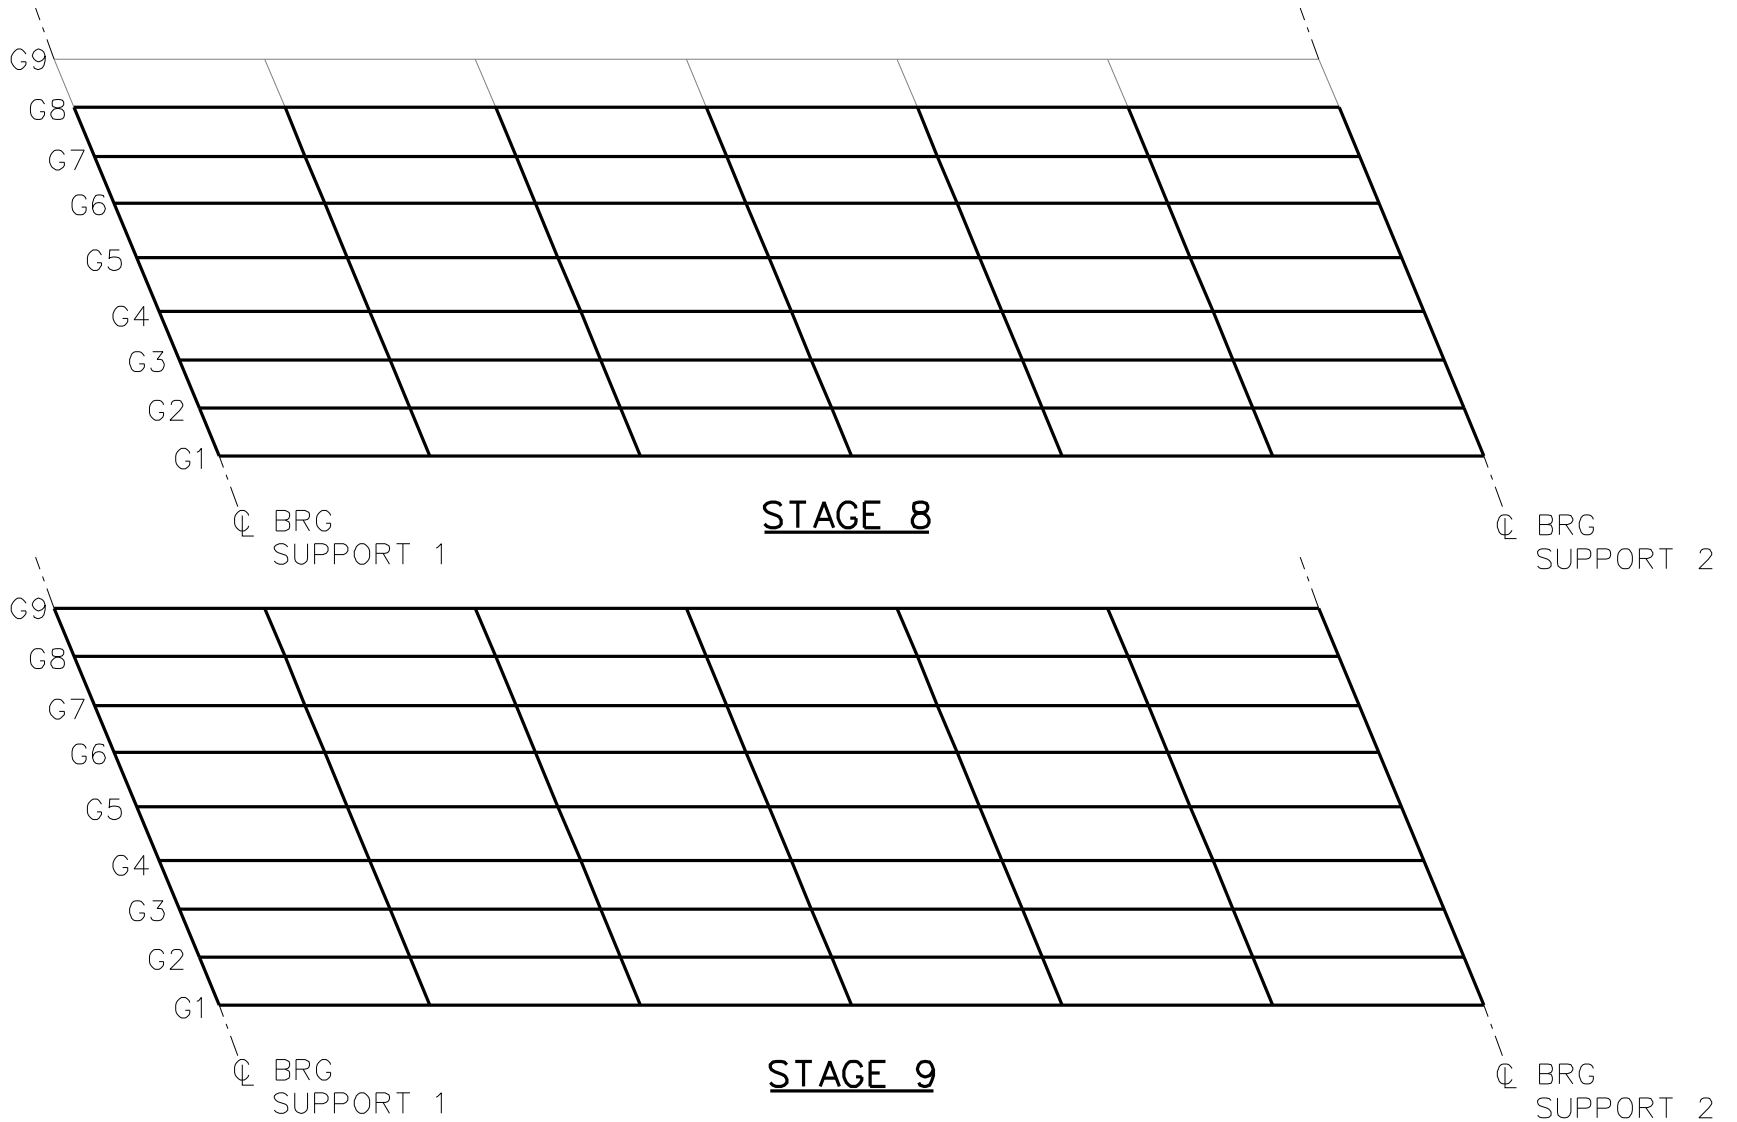 G9
G8
G7
G6
G5
G4
G3
G2
G1
℄ BRG
SUPPORT 1
STAGE 8
℄ BRG
SUPPORT 2
G9
G8
G7
G6
G5
G4
G3
G2
G1
℄ BRG
SUPPORT 1
STAGE 9
℄ BRG
SUPPORT 2